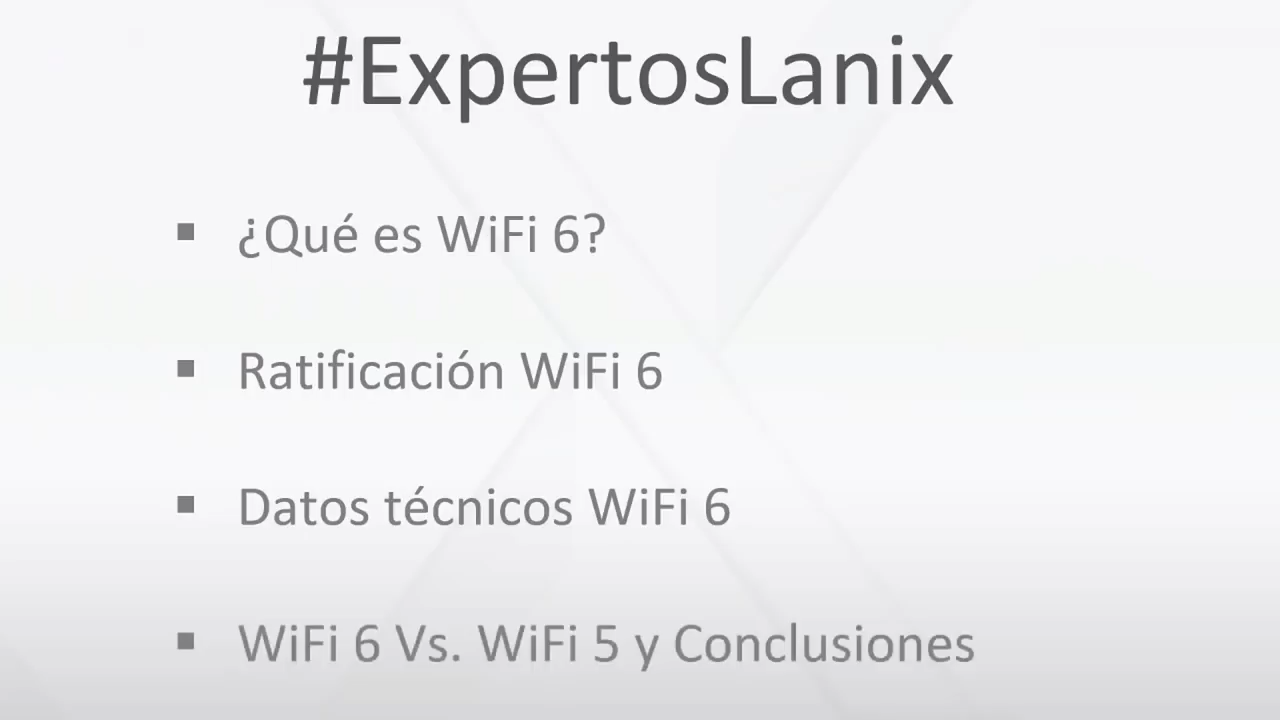 #ExpertosLanix
▪ ¿Qué es WiFi 6?
▪ Ratificación WiFi 6
▪ Datos técnicos WiFi 6
▪ WiFi 6 Vs. WiFi 5 y Conclusiones